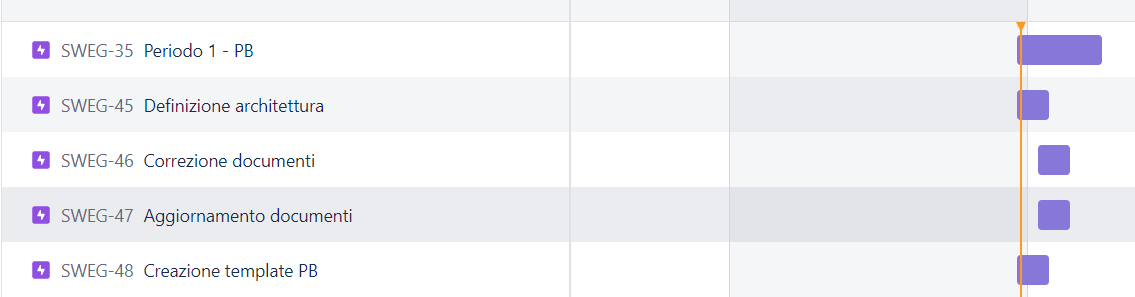 SWEG-35 Periodo 1 - PB
SWEG-45 Definizione architettura
SWEG-46 Correzione documenti
SWEG-47 Aggiornamento documenti
SWEG-48 Creazione template PB